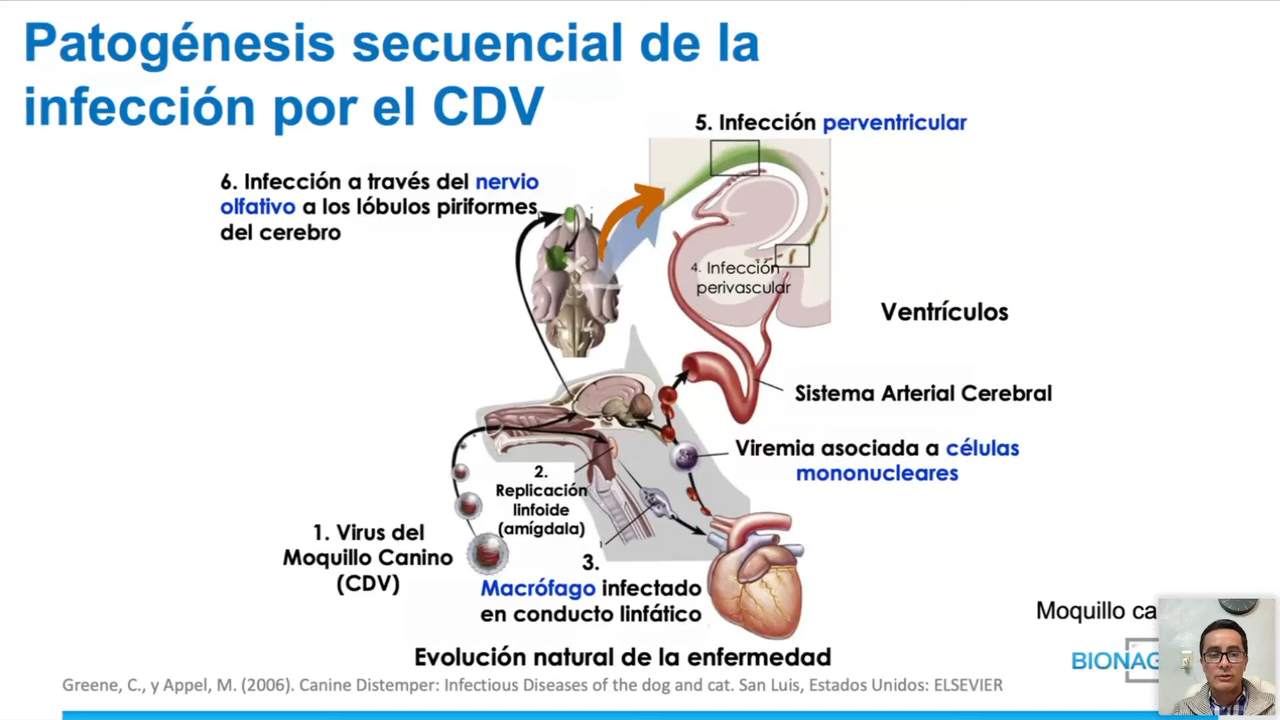 Patogénesis secuencial de la
infección por el CDV
5. Infección perventricular
6. Infección a través del nervio
olfativo a los lóbulos piriformes
del cerebro
4. Infección
perivascular
Ventrículos
Sistema Arterial Cerebral
Viremia asociada a células
mononucleares
2.
Replicación
linfoide
(amígdala)
1. Virus del
Moquillo Canino
(CDV)
3.
Macrófago infectado
en conducto linfático
Moquillo ca
BIONAG
Evolución natural de la enfermedad
Greene, C., y Appel, M. (2006). Canine Distemper: Infectious Diseases of the dog and cat. San Luis, Estados Unidos: ELSEVIER